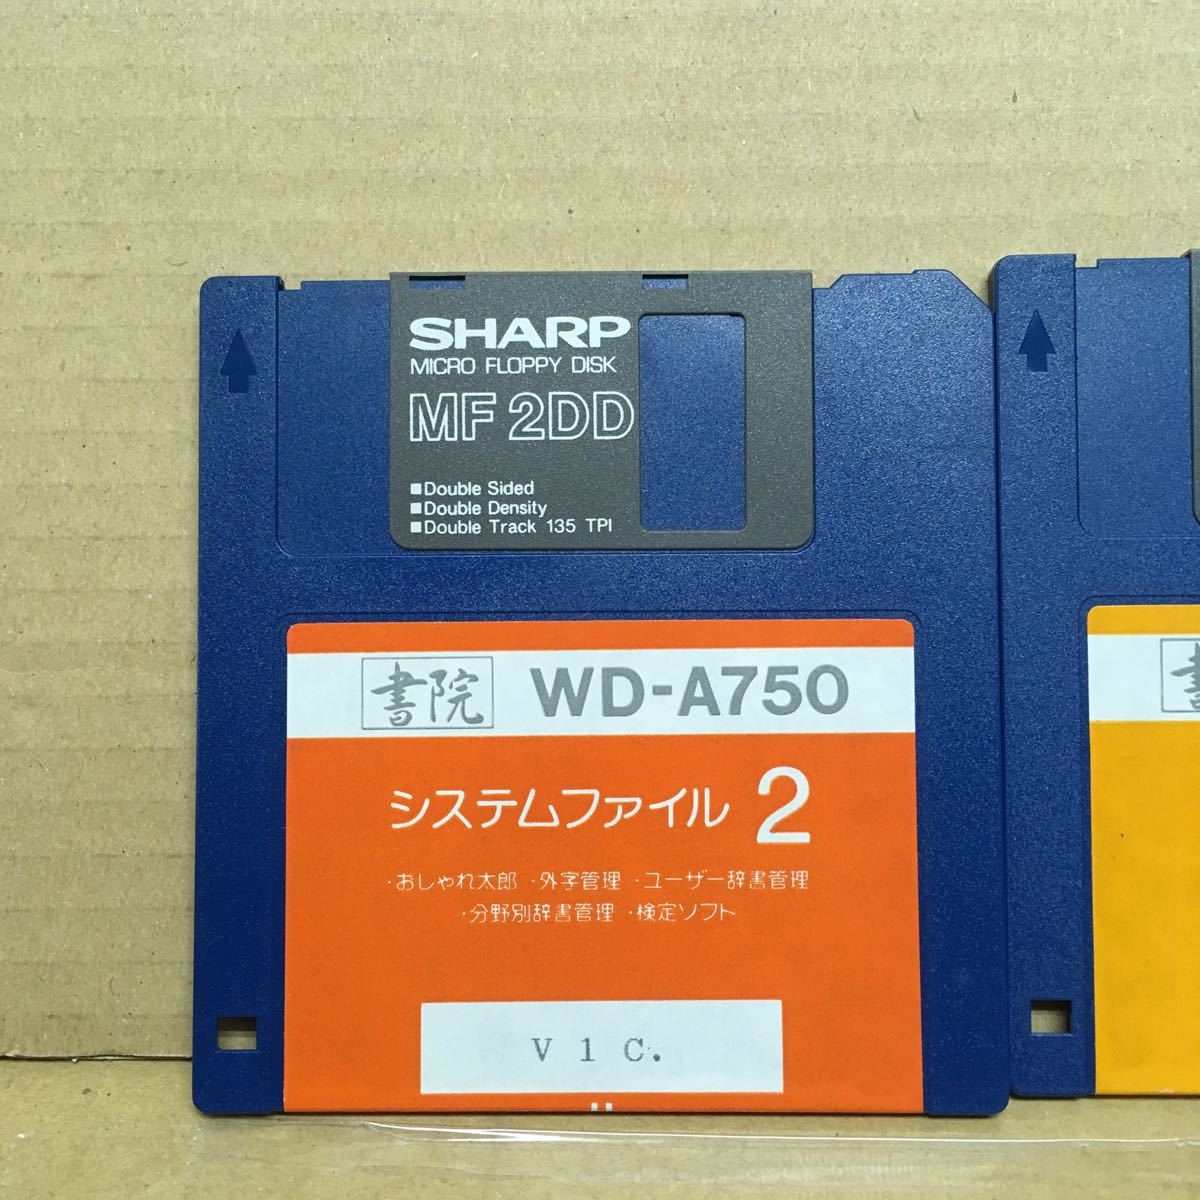 SHARP
MICRO FLOPPY DISK
MF 2DD
■Double Sided
■Double Density
■Double Track 135 TPI
書院 WD-A750
システムファイル 2
・おしゃれ太郎 ・外字管理 ・ユーザー辞書管理
・分野別辞書管理 ・検定ソフト
V1C.